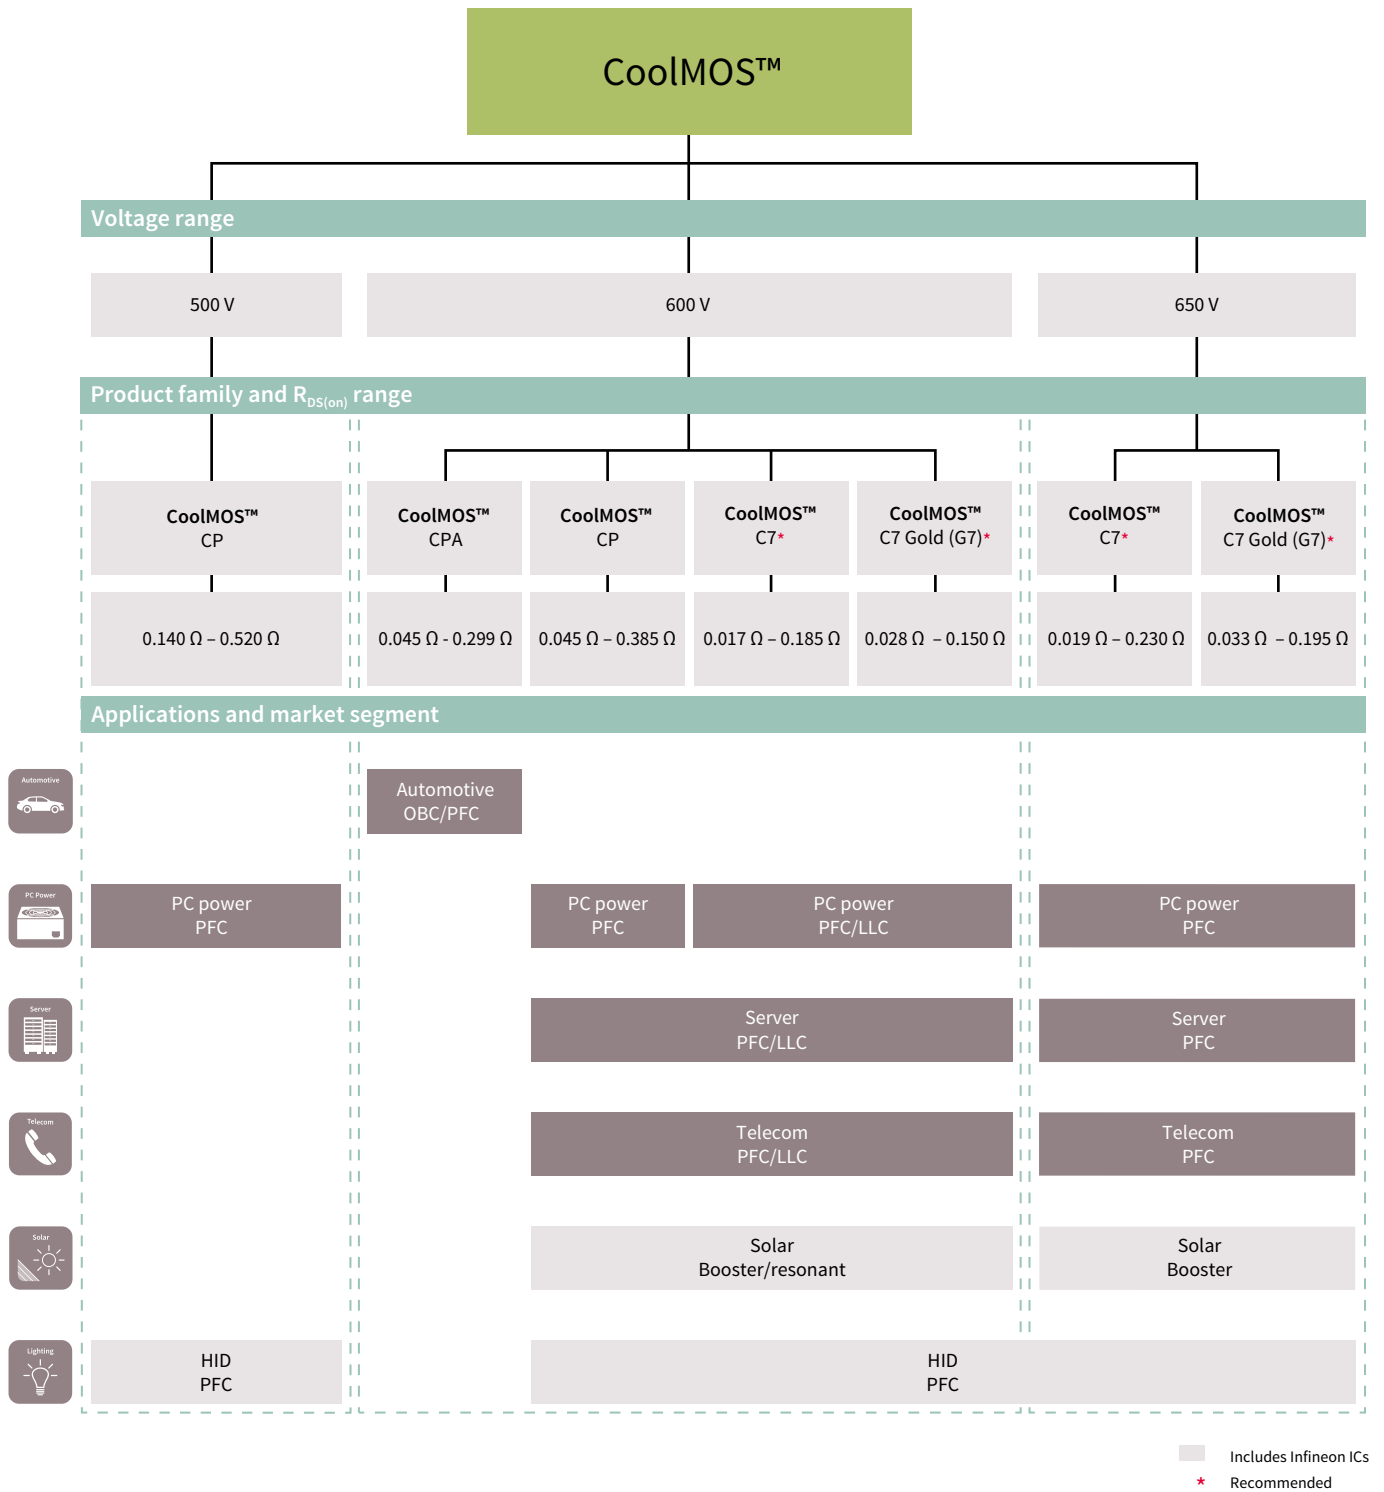 CoolMOS™
Voltage range
500 V
600 V
650 V
Product family and RDS(on) range
CoolMOS™
CP
CoolMOS™
CPA
CoolMOS™
CP
CoolMOS™
C7*
CoolMOS™
C7 Gold (G7)*
CoolMOS™
C7*
CoolMOS™
C7 Gold (G7)*
0.140 Ω – 0.520 Ω
0.045 Ω - 0.299 Ω
0.045 Ω – 0.385 Ω
0.017 Ω – 0.185 Ω
0.028 Ω – 0.150 Ω
0.019 Ω – 0.230 Ω
0.033 Ω – 0.195 Ω
Applications and market segment
Automotive
Automotive
OBC/PFC
PC Power
PC power
PFC
PC power
PFC
PC power
PFC/LLC
PC power
PFC
Server
Server
PFC/LLC
Server
PFC
Telecom
Telecom
PFC/LLC
Telecom
PFC
Solar
Solar
Booster/resonant
Solar
Booster
Lighting
HID
PFC
HID
PFC
Includes Infineon ICs
* Recommended